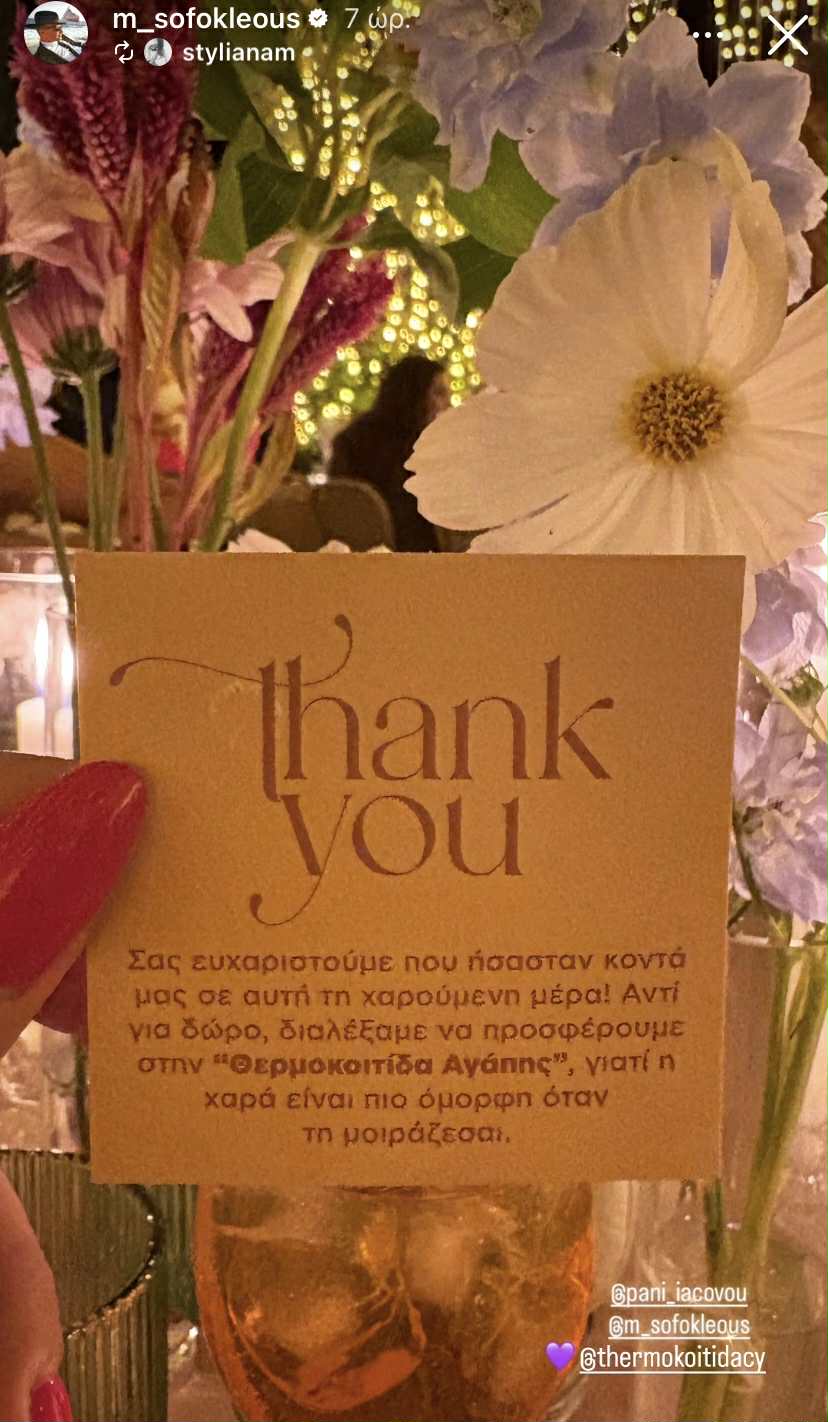 m_sofokleous 7 ώρ.
stylianam
thank
you
Σας ευχαριστούμε που ήσασταν κοντά
μας σε αυτή τη χαρούμενη μέρα! Αντί
για δώρο, διαλέξαμε να προσφέρουμε
στην “Θερμοκοιτίδα Αγάπης”, γιατί η
χαρά είναι πιο όμορφη όταν
τη μοιράζεσαι.
@pani_iacovou
@m_sofokleous
💜 @thermokoitidacy